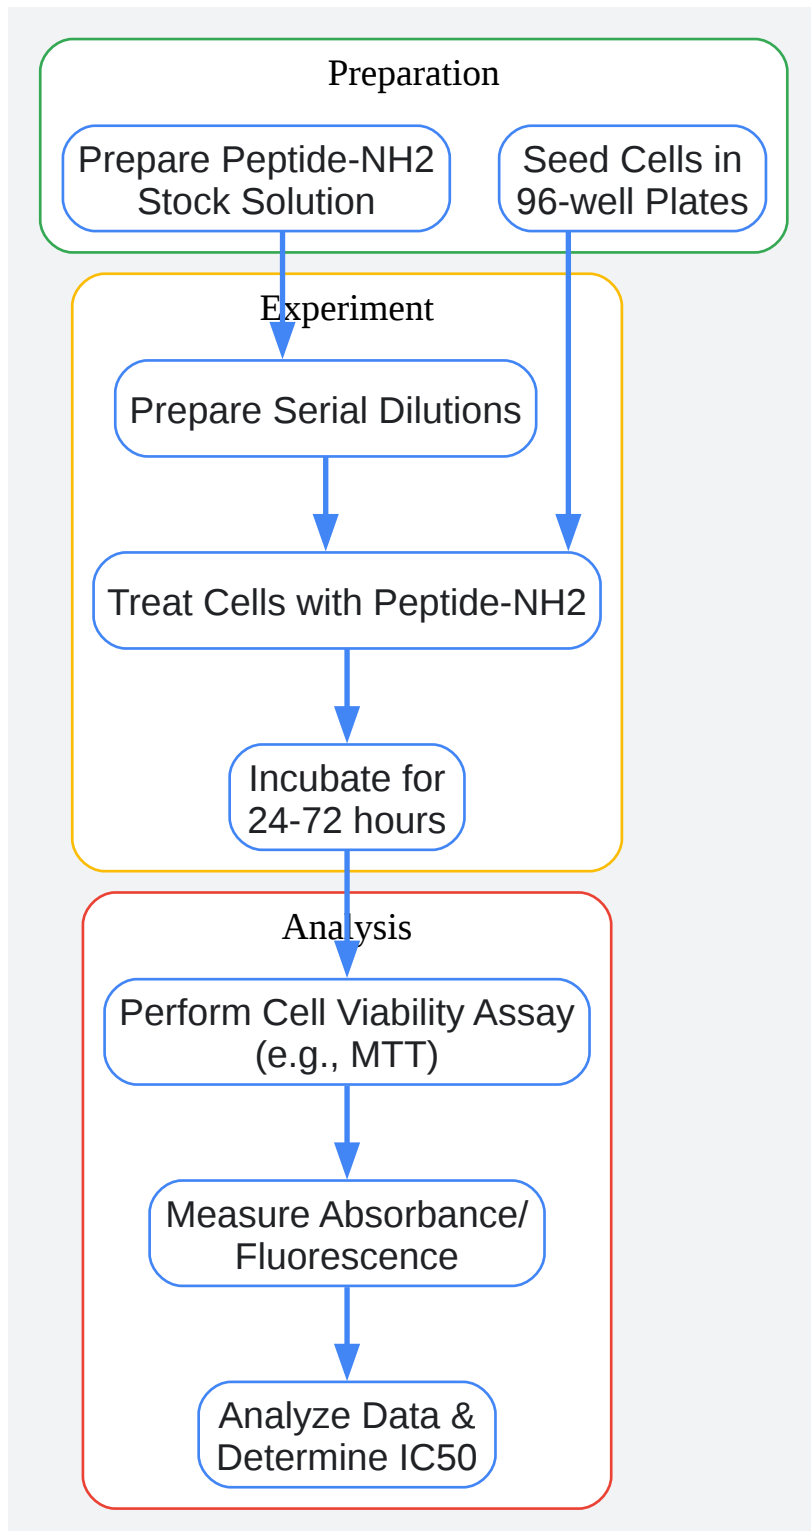 Preparation
Prepare Peptide-NH2
Stock Solution
Seed Cells in
96-well Plates
Experiment
Prepare Serial Dilutions
Treat Cells with Peptide-NH2
Incubate for
24-72 hours
Analysis
Perform Cell Viability Assay
(e.g., MTT)
Measure Absorbance/
Fluorescence
Analyze Data &
Determine IC50